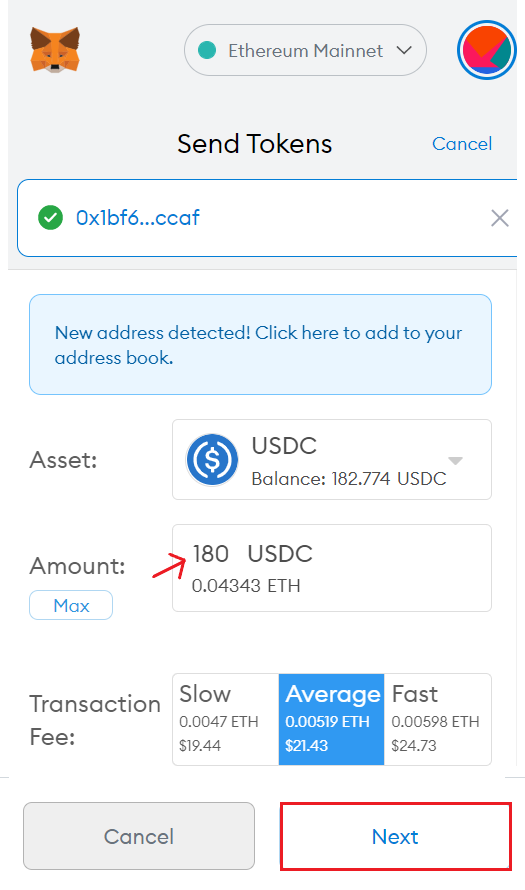 Ethereum Mainnet
Send Tokens
Cancel
0x1bf6...ccaf
New address detected! Click here to add to your
address book.
Asset:
USDC
Balance: 182.774 USDC
Amount:
Max
180 USDC
0.04343 ETH
Transaction
Fee:
Slow
0.0047 ETH
$19.44
Average
0.00519 ETH
$21.43
Fast
0.00598 ETH
$24.73
Cancel
Next